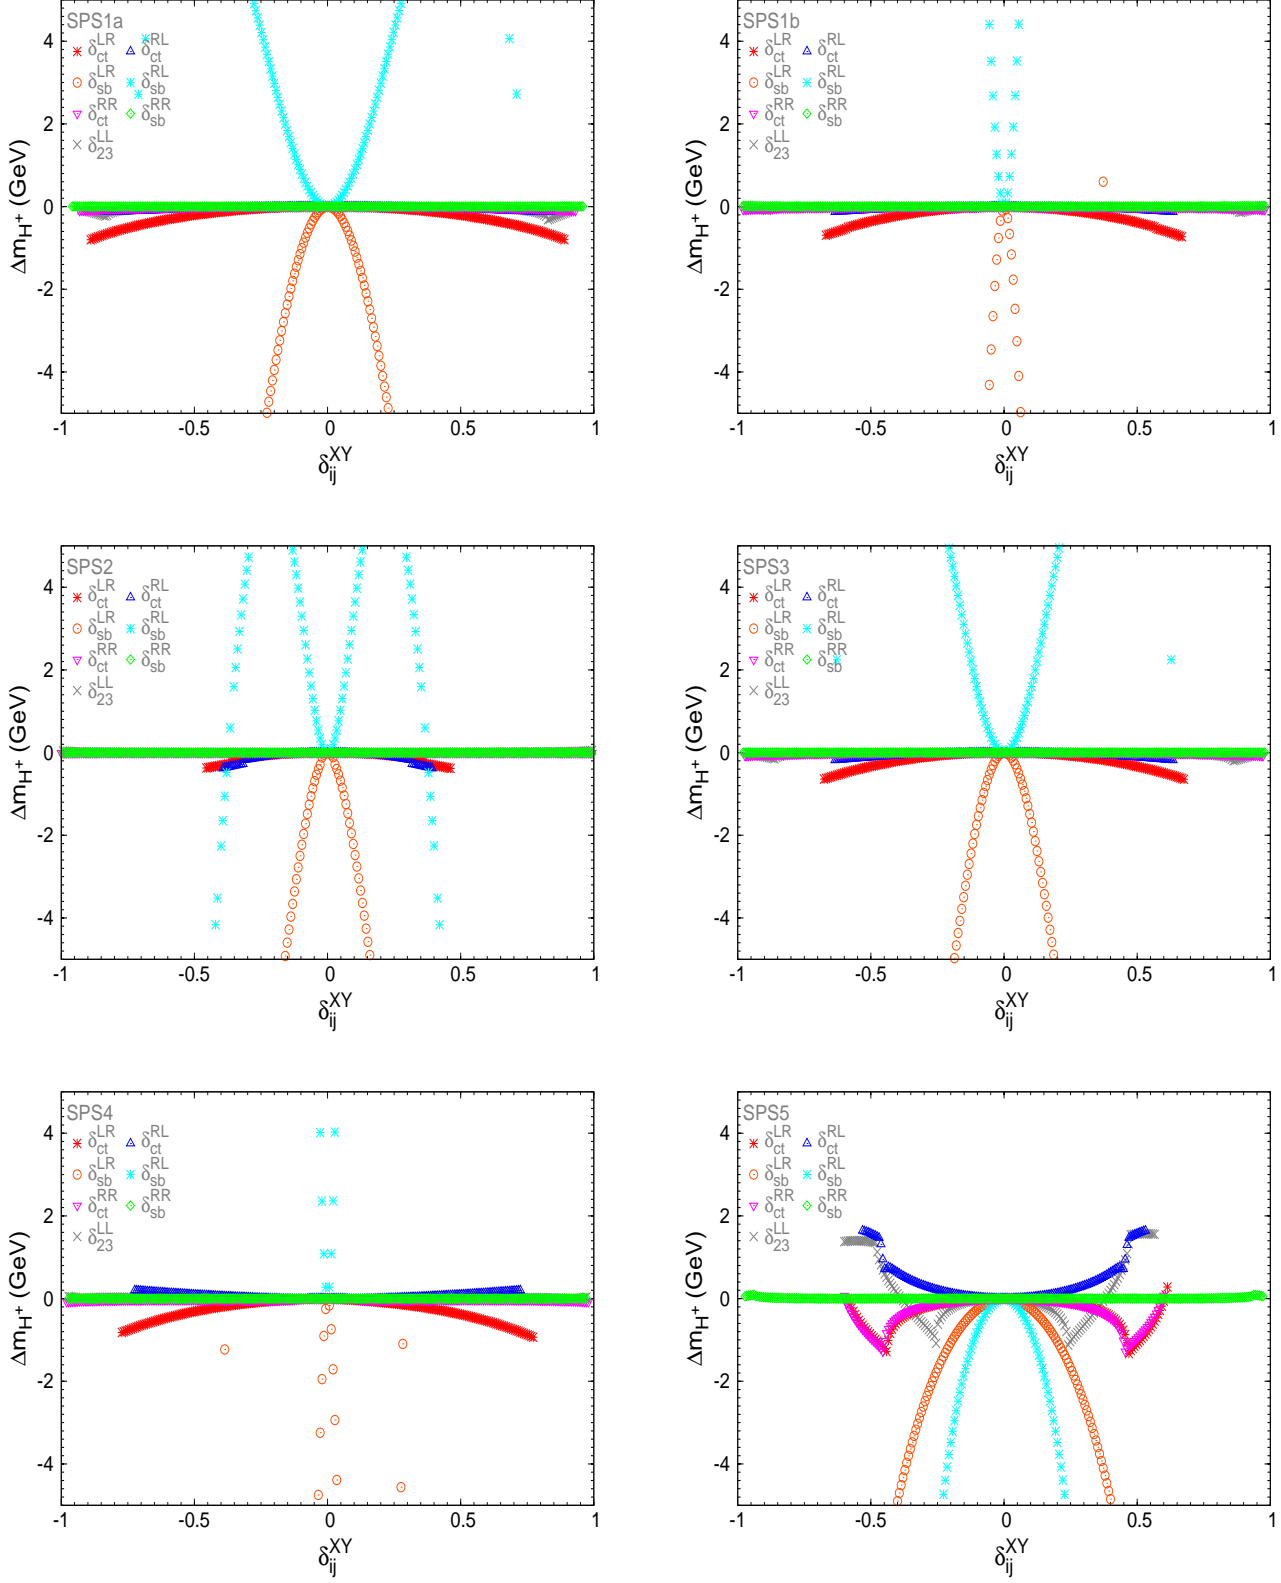 SPS1a
δ_ct^LR δ_ct^RL
δ_sb^LR δ_sb^RL
δ_ct^RR δ_sb^RR
δ_23^LL
4
2
0
-2
-4
Δm_H+ (GeV)
-1 -0.5 0 0.5 1
δ_ij^XY
SPS1b
δ_ct^LR δ_ct^RL
δ_sb^LR δ_sb^RL
δ_ct^RR δ_sb^RR
δ_23^LL
4
2
0
-2
-4
Δm_H+ (GeV)
-1 -0.5 0 0.5 1
δ_ij^XY
SPS2
δ_ct^LR δ_ct^RL
δ_sb^LR δ_sb^RL
δ_ct^RR δ_sb^RR
δ_23^LL
4
2
0
-2
-4
Δm_H+ (GeV)
-1 -0.5 0 0.5 1
δ_ij^XY
SPS3
δ_ct^LR δ_ct^RL
δ_sb^LR δ_sb^RL
δ_ct^RR δ_sb^RR
δ_23^LL
4
2
0
-2
-4
Δm_H+ (GeV)
-1 -0.5 0 0.5 1
δ_ij^XY
SPS4
δ_ct^LR δ_ct^RL
δ_sb^LR δ_sb^RL
δ_ct^RR δ_sb^RR
δ_23^LL
4
2
0
-2
-4
Δm_H+ (GeV)
-1 -0.5 0 0.5 1
δ_ij^XY
SPS5
δ_ct^LR δ_ct^RL
δ_sb^LR δ_sb^RL
δ_ct^RR δ_sb^RR
δ_23^LL
4
2
0
-2
-4
Δm_H+ (GeV)
-1 -0.5 0 0.5 1
δ_ij^XY